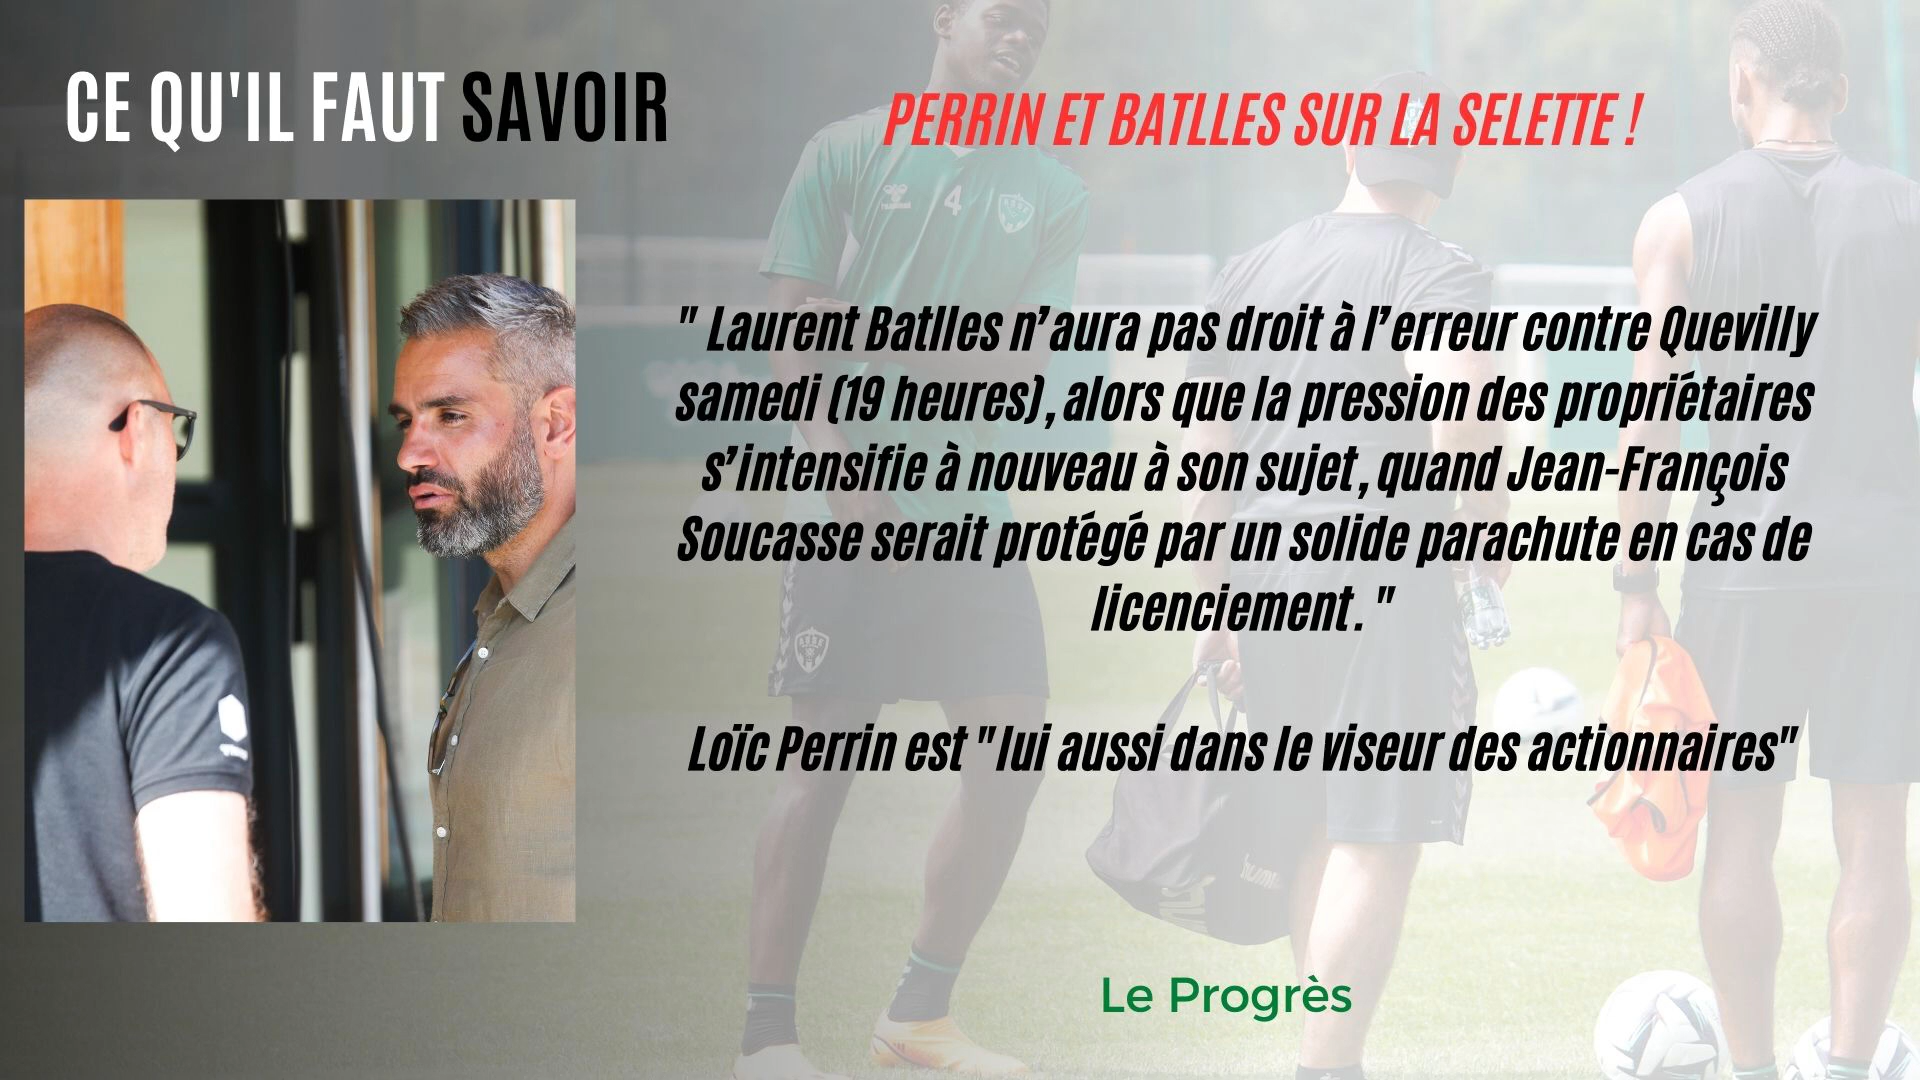 CE QU'IL FAUT SAVOIR
PERRIN ET BATLLES SUR LA SELETTE !
4
" Laurent Batlles n’aura pas droit à l’erreur contre Quevilly
samedi (19 heures), alors que la pression des propriétaires
s’intensifie à nouveau à son sujet, quand Jean-François
Soucasse serait protégé par un solide parachute en cas de
licenciement. "
Loïc Perrin est "lui aussi dans le viseur des actionnaires"
Le Progrès